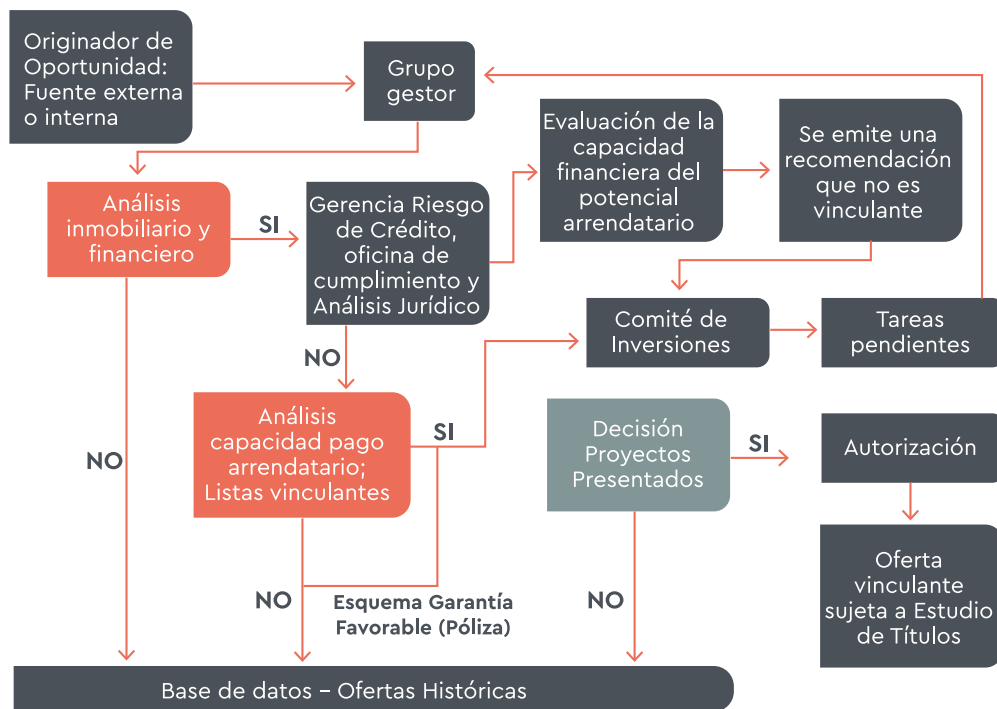 Originador de
Oportunidad:
Fuente externa
o interna
Grupo
gestor
Evaluación de la
capacidad
financiera del
potencial
arrendatario
Se emite una
recomendación
que no es
vinculante
Análisis
inmobiliario y
financiero
SI
Gerencia Riesgo
de Crédito,
oficina de
cumplimiento y
Análisis Jurídico
Comité de
Inversiones
Tareas
pendientes
NO
NO
Análisis
capacidad pago
arrendatario;
Listas vinculantes
SI
Decisión
Proyectos
Presentados
SI
Autorización
NO
Esquema Garantía
Favorable (Póliza)
NO
Oferta
vinculante
sujeta a Estudio
de Títulos
Base de datos – Ofertas Históricas